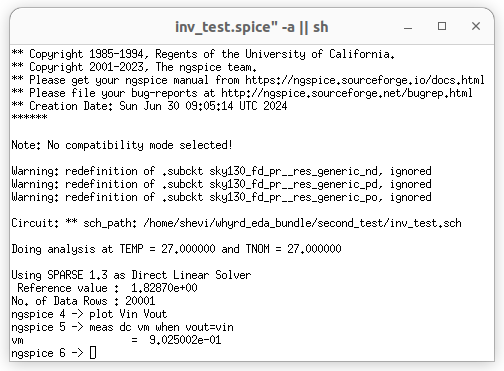 inv_test.spice" -a || sh
** Copyright 1985-1994, Regents of the University of California.
** Copyright 2001-2023, The ngspice team.
** Please get your ngspice manual from https://ngspice.sourceforge.io/docs.html
** Please file your bug-reports at http://ngspice.sourceforge.net/bugrep.html
** Creation Date: Sun Jun 30 09:05:14 UTC 2024
******
Note: No compatibility mode selected!
Warning: redefinition of .subckt sky130_fd_pr__res_generic_nd, ignored
Warning: redefinition of .subckt sky130_fd_pr__res_generic_pd, ignored
Warning: redefinition of .subckt sky130_fd_pr__res_generic_po, ignored
Circuit: ** sch_path: /home/shevi/whyrd_eda_bundle/second_test/inv_test.sch
Doing analysis at TEMP = 27.000000 and TNOM = 27.000000
Using SPARSE 1.3 as Direct Linear Solver
Reference value :  1.82870e+00
No. of Data Rows : 20001
ngspice 4 -> plot Vin Vout
ngspice 5 -> meas dc vm when vout=vin
vm                  =  9.025002e-01
ngspice 6 ->